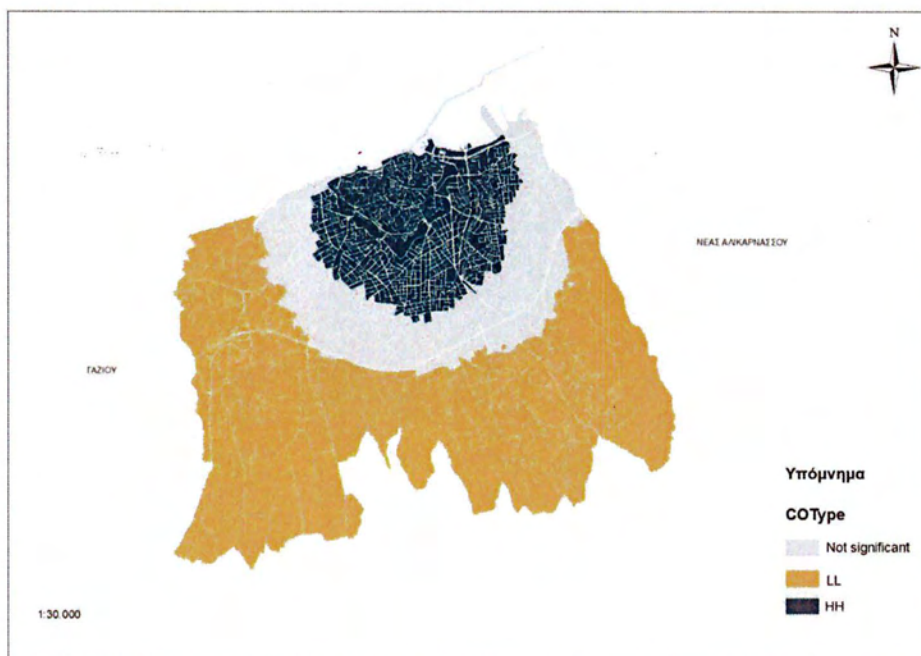 N
ΝΕΑΣ ΑΛΙΚΑΡΝΑΣΣΟΥ
ΓΑΖΙΟΥ
Υπόμνημα
COType
Not significant
LL
HH
1:30.000